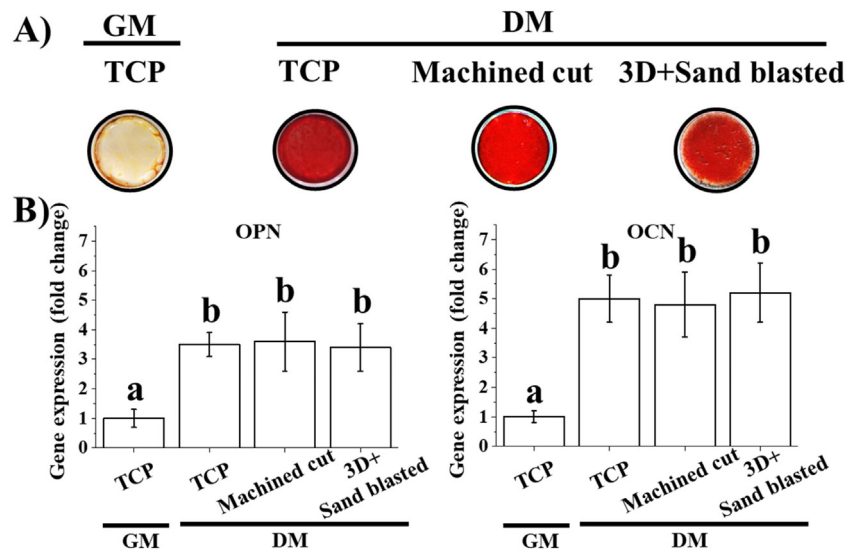 A)
GM
DM
TCP
TCP
Machined cut
3D+Sand blasted
B)
OPN
Gene expression (fold change)
7
6
5
4
3
2
1
0
a
b
b
b
TCP
TCP
Machined cut
3D+
Sand blasted
GM
DM
OCN
Gene expression (fold change)
7
6
5
4
3
2
1
0
a
b
b
b
TCP
TCP
Machined cut
3D+
Sand blasted
GM
DM